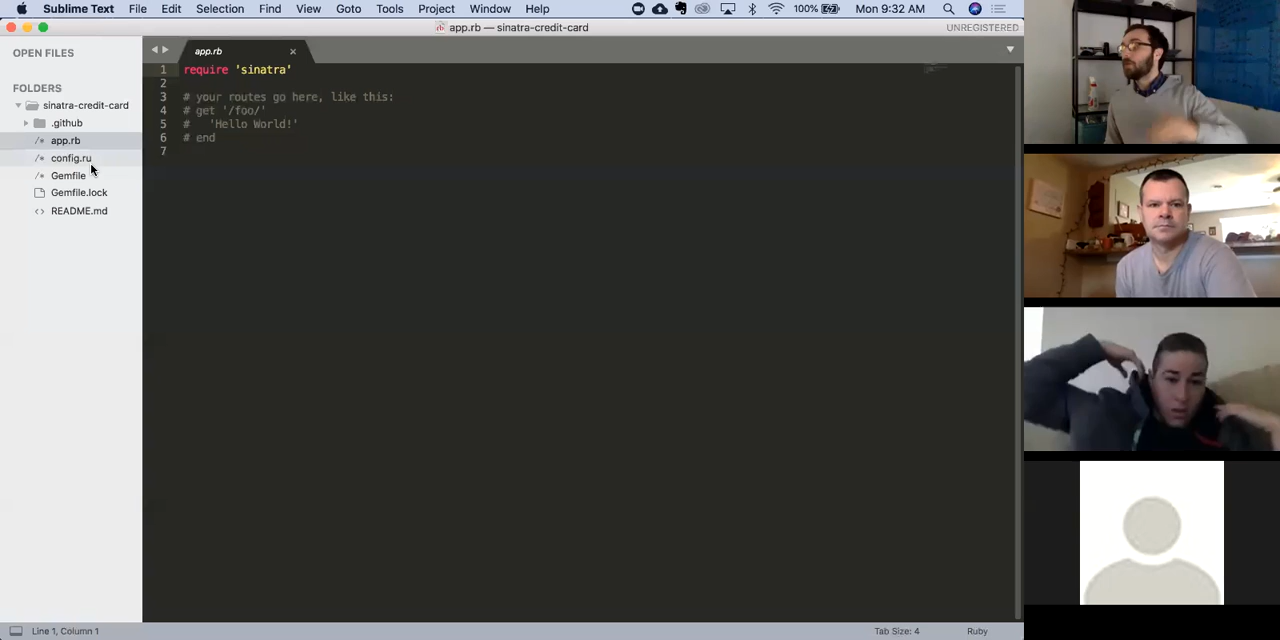 Sublime Text File Edit Selection Find View Goto Tools Project Window Help 100% Mon 9:32 AM
app.rb — sinatra-credit-card UNREGISTERED
OPEN FILES
FOLDERS
sinatra-credit-card
.github
app.rb
config.ru
Gemfile
Gemfile.lock
README.md
app.rb
1 require 'sinatra'
2
3 # your routes go here, like this:
4 # get '/foo/'
5 #   'Hello World!'
6 # end
7
Line 1, Column 1 Tab Size: 4 Ruby